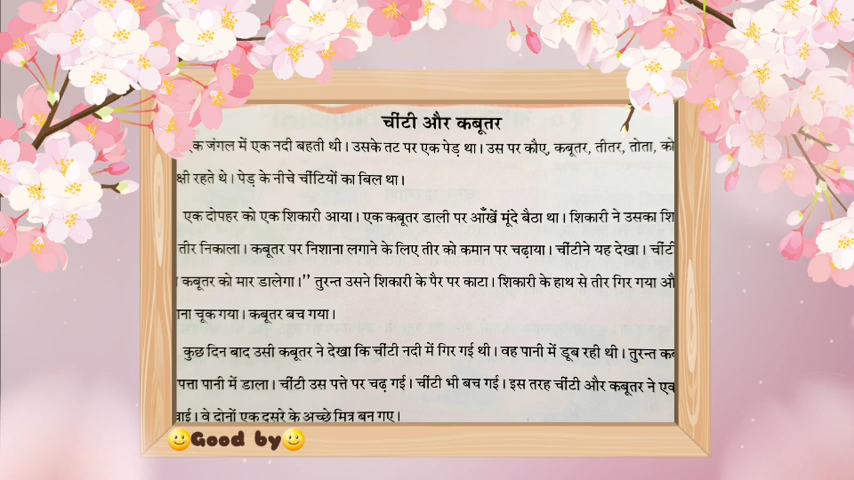 चींटी और कबूतर
एक जंगल में एक नदी बहती थी। उसके तट पर एक पेड़ था। उस पर कौए, कबूतर, तीतर, तोता,
रहते थे। पेड़ के नीचे चींटियों का बिल था।
एक दोपहर को एक शिकारी आया। एक कबूतर डाली पर आँखें मूंदे बैठा था। शिकारी ने उसका
तीर निकाला। कबूतर पर निशाना लगाने के लिए तीर को कमान पर चढ़ाया। चींटीने यह देखा।
कबूतर को मार डालेगा।” तुरन्त उसने शिकारी के पैर पर काटा। शिकारी के हाथ से तीर गिर गया
चूक गया। कबूतर बच गया।
कुछ दिन बाद उसी कबूतर ने देखा कि चींटी नदी में गिर गई थी। वह पानी में डूब रही थी। तुरन्त
पत्ता पानी में डाला। चींटी उस पत्ते पर चढ़ गई। चींटी भी बच गई। इस तरह चींटी और कबूतर ने
वे दोनों एक दूसरे के अच्छे मित्र बन गए।
Good by